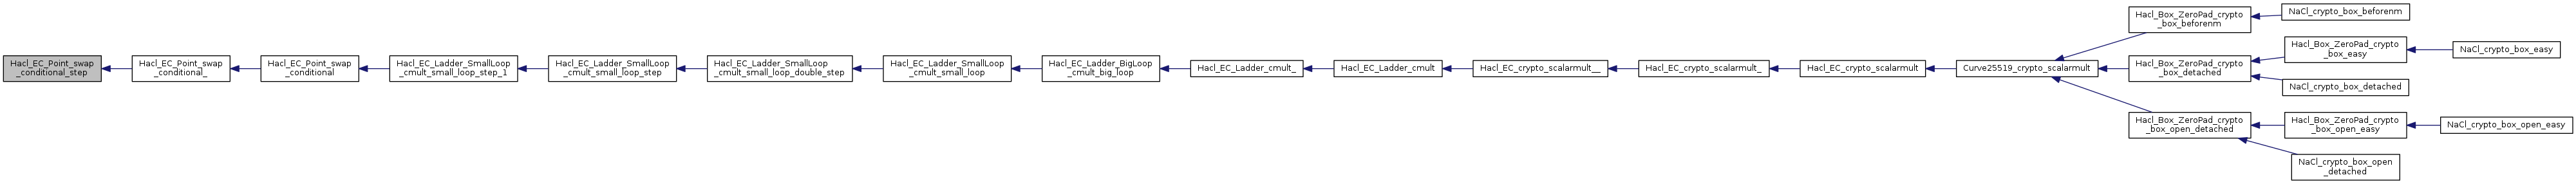 Hacl_EC_Point_swap
_conditional_step
Hacl_EC_Point_swap
_conditional_
Hacl_EC_Point_swap
_conditional
Hacl_EC_Ladder_SmallLoop
_cmult_small_loop_step_1
Hacl_EC_Ladder_SmallLoop
_cmult_small_loop_step
Hacl_EC_Ladder_SmallLoop
_cmult_small_loop_double_step
Hacl_EC_Ladder_SmallLoop
_cmult_small_loop
Hacl_EC_Ladder_BigLoop
_cmult_big_loop
Hacl_EC_Ladder_cmult_
Hacl_EC_Ladder_cmult
Hacl_EC_crypto_scalarmult__
Hacl_EC_crypto_scalarmult_
Hacl_EC_crypto_scalarmult
Curve25519_crypto_scalarmult
Hacl_Box_ZeroPad_crypto
_box_beforenm
NaCl_crypto_box_beforenm
Hacl_Box_ZeroPad_crypto
_box_detached
Hacl_Box_ZeroPad_crypto
_box_easy
NaCl_crypto_box_easy
NaCl_crypto_box_detached
Hacl_Box_ZeroPad_crypto
_box_open_detached
Hacl_Box_ZeroPad_crypto
_box_open_easy
NaCl_crypto_box_open_easy
NaCl_crypto_box_open
_detached